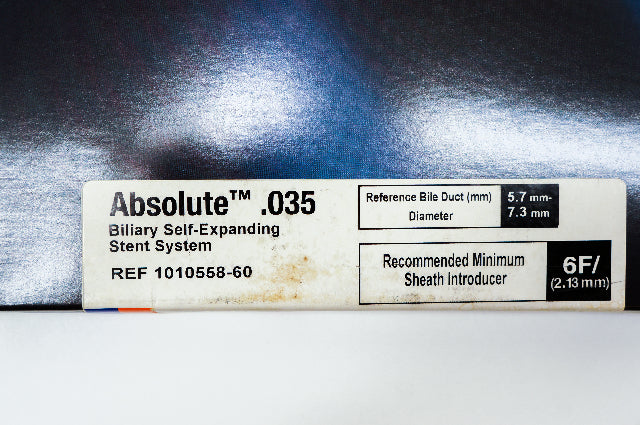 Absolute™ .035
Biliary Self-Expanding
Stent System
REF 1010558-60
Reference Bile Duct (mm)
Diameter
5.7 mm-
7.3 mm
Recommended Minimum
Sheath Introducer
6F/
(2.13 mm)